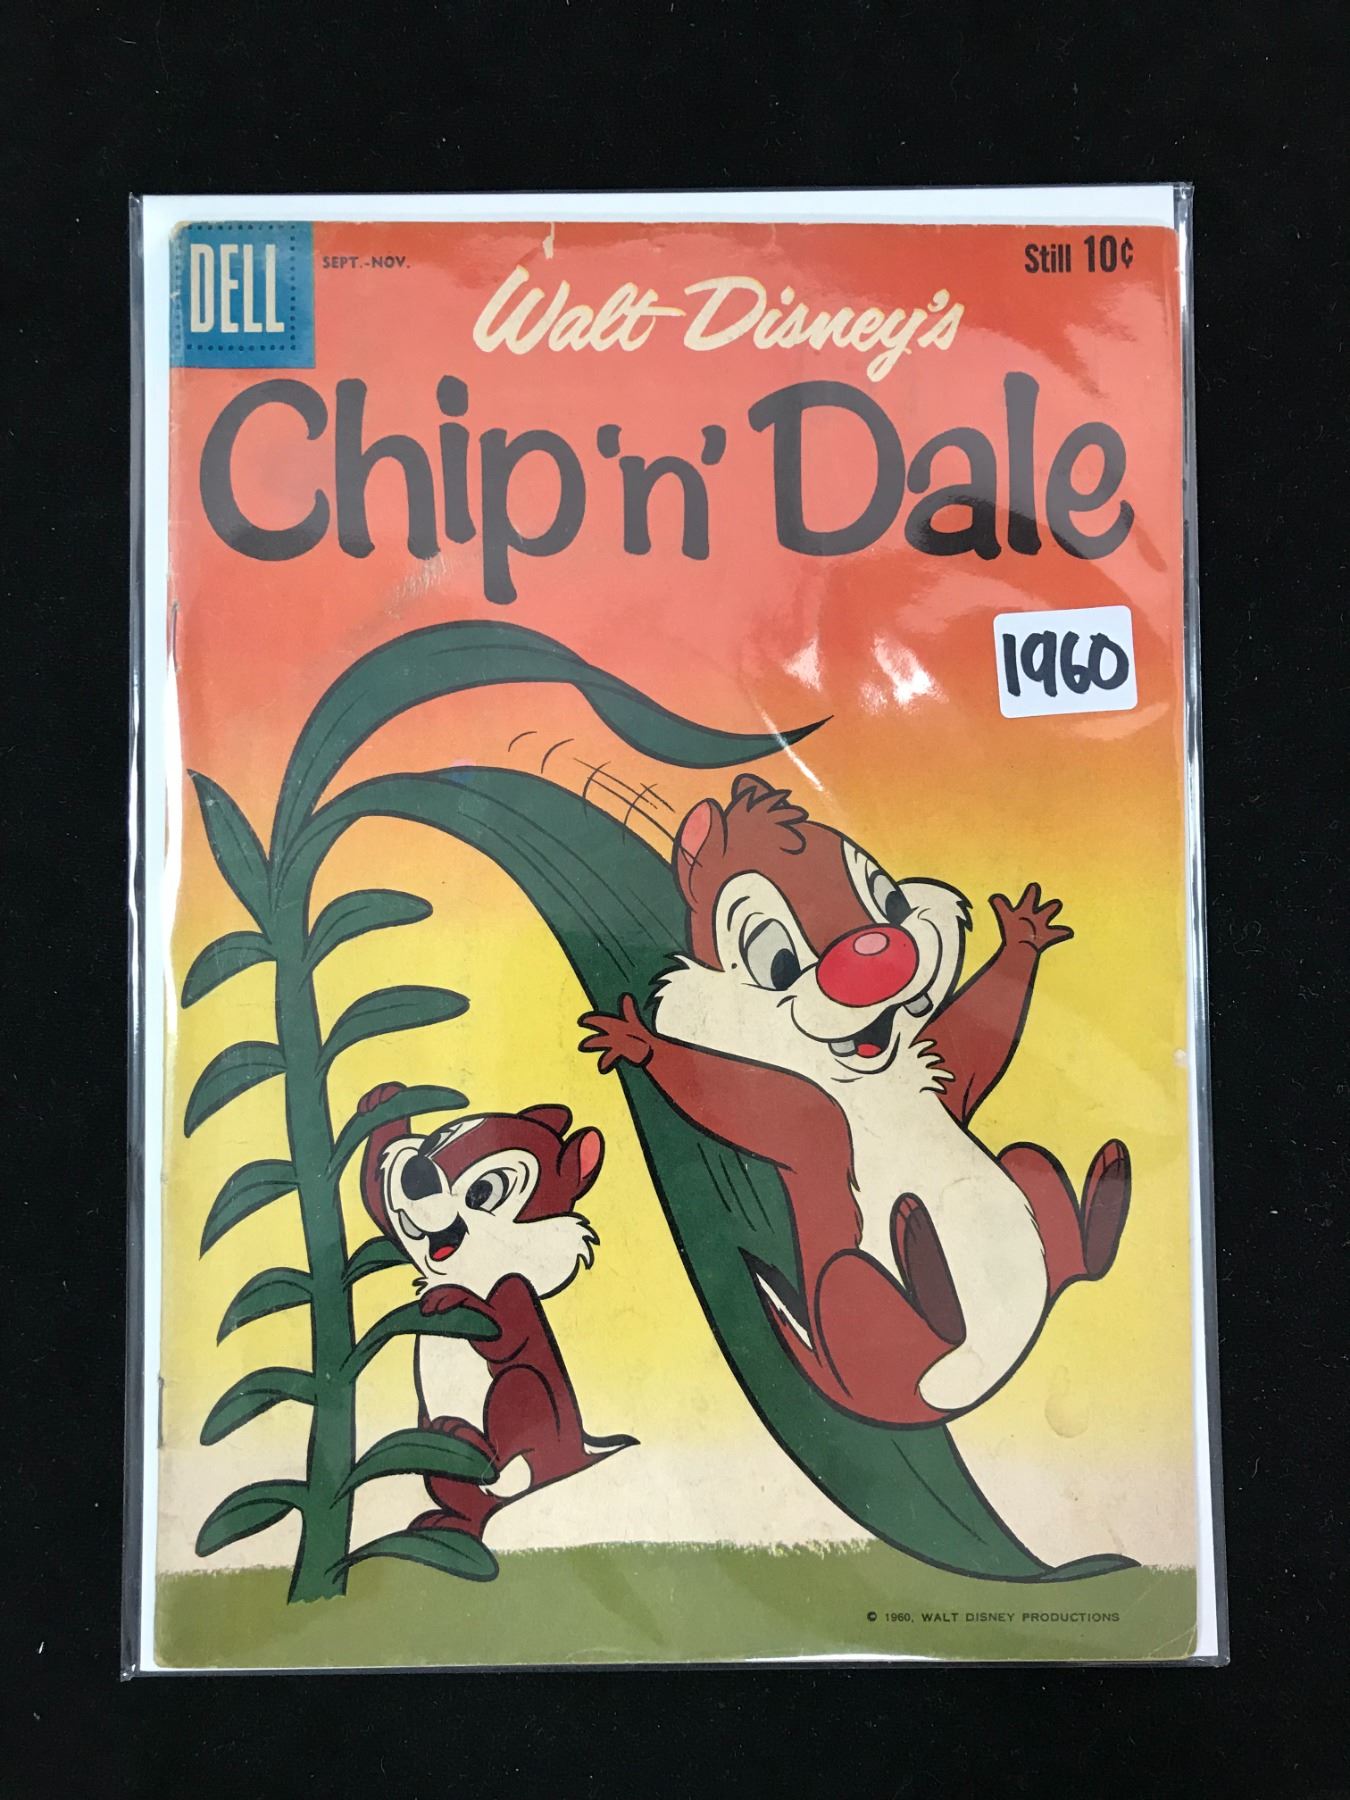 DELL
SEPT.-NOV.
Still 10¢
Walt Disney's
Chip 'n' Dale
1960
© 1960, WALT DISNEY PRODUCTIONS